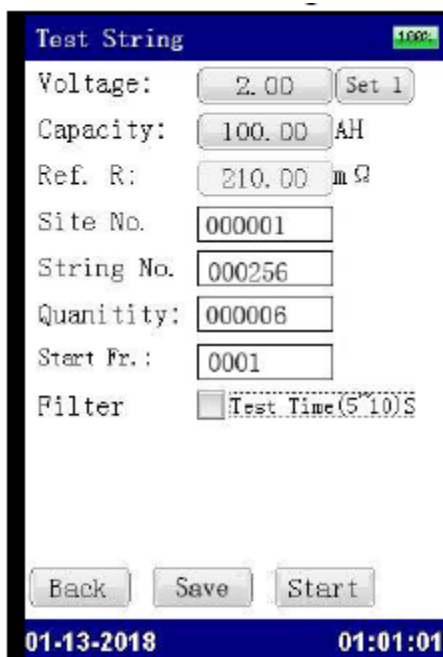 Test String 100%
Voltage: 2.00 Set 1
Capacity: 100.00 AH
Ref. R: 210.00 mΩ
Site No. 000001
String No. 000256
Quanitity: 000006
Start Fr.: 0001
Filter Test Time(5~10)S
Back Save Start
01-13-2018 01:01:01